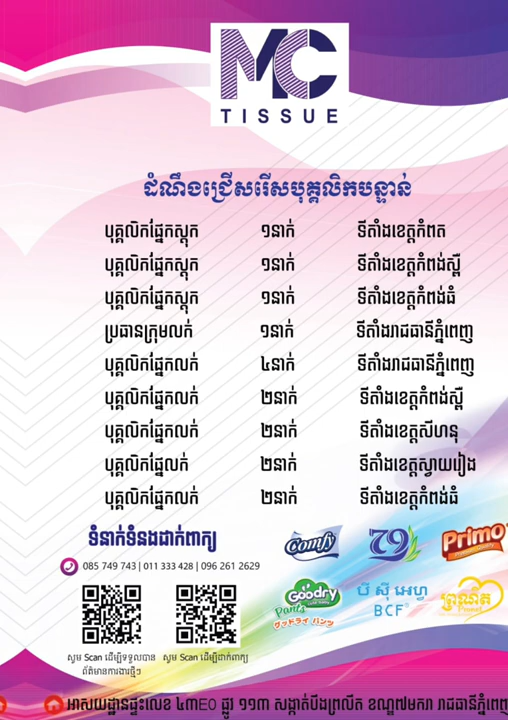 MC
TISSUE
ដំណឹងជ្រើសរើសបុគ្គលិកបន្ទាន់
បុគ្គលិកផ្នែកស្តុក ១នាក់ ទីតាំងខេត្តកំពត
បុគ្គលិកផ្នែកស្តុក ១នាក់ ទីតាំងខេត្តកំពង់ស្ពឺ
បុគ្គលិកផ្នែកស្តុក ១នាក់ ទីតាំងខេត្តកំពង់ធំ
ប្រធានក្រុមលក់ ១នាក់ ទីតាំងរាជធានីភ្នំពេញ
បុគ្គលិកផ្នែកលក់ ៤នាក់ ទីតាំងរាជធានីភ្នំពេញ
បុគ្គលិកផ្នែកលក់ ២នាក់ ទីតាំងខេត្តកំពង់ស្ពឺ
បុគ្គលិកផ្នែកលក់ ២នាក់ ទីតាំងខេត្តសីហនុ
បុគ្គលិកផ្នែលក់ ២នាក់ ទីតាំងខេត្តស្វាយរៀង
បុគ្គលិកផ្នែកលក់ ២នាក់ ទីតាំងខេត្តកំពង់ធំ
ទំនាក់ទំនងដាក់ពាក្យ
085 749 743 | 011 333 428 | 096 261 2629
Comfy 79 Primo
Goodry
Pants
グッドライ パンツ
ប៊ី ស៊ី អេហ្វ
BCF
ប្រណីត
សូម Scan ដើម្បីទទួលបាន
ព័ត៌មានការងារថ្មីៗ
សូម Scan ដើម្បីដាក់ពាក្យ
អាសយដ្ឋានផ្ទះលេខ ៤៣E0 ផ្លូវ ១១៣ សង្កាត់បឹងព្រលឹត ខណ្ឌ៧មករា រាជធានីភ្នំពេញ